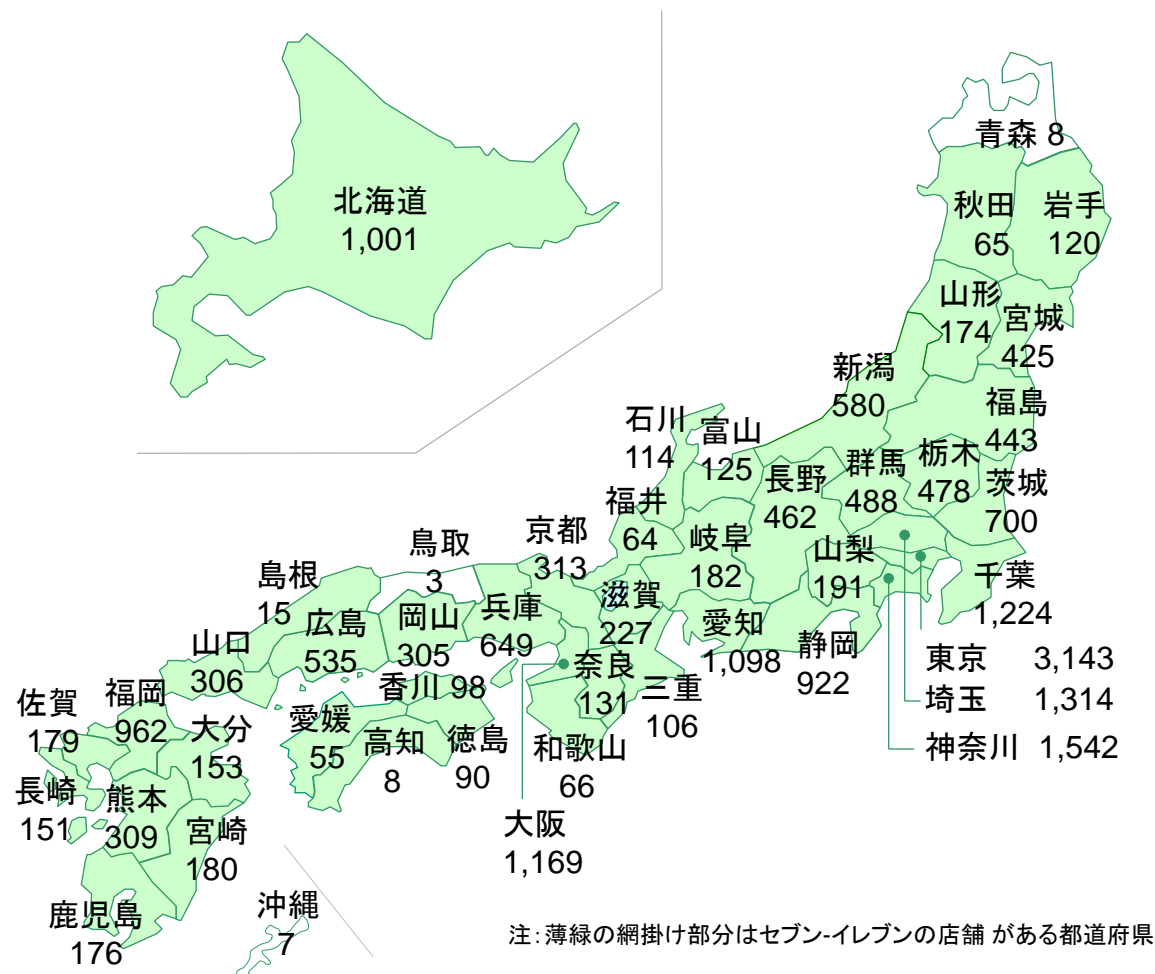 北海道
1,001
青森 8
秋田
65
岩手
120
山形
174
宮城
425
新潟
580
福島
443
石川
114
富山
125
長野
462
群馬
488
栃木
478
茨城
700
福井
64
岐阜
182
山梨
191
千葉
1,224
鳥取
3
京都
313
滋賀
227
島根
15
広島
535
岡山
305
兵庫
649
愛知
1,098
静岡
922
東京 3,143
埼玉 1,314
神奈川 1,542
山口
306
香川 98
奈良
131
三重
106
佐賀
179
福岡
962
大分
153
愛媛
55
高知
8
徳島
90
和歌山
66
長崎
151
熊本
309
宮崎
180
大阪
1,169
鹿児島
176
沖縄
7
注:薄緑の網掛け部分はセブン-イレブンの店舗 がある都道府県